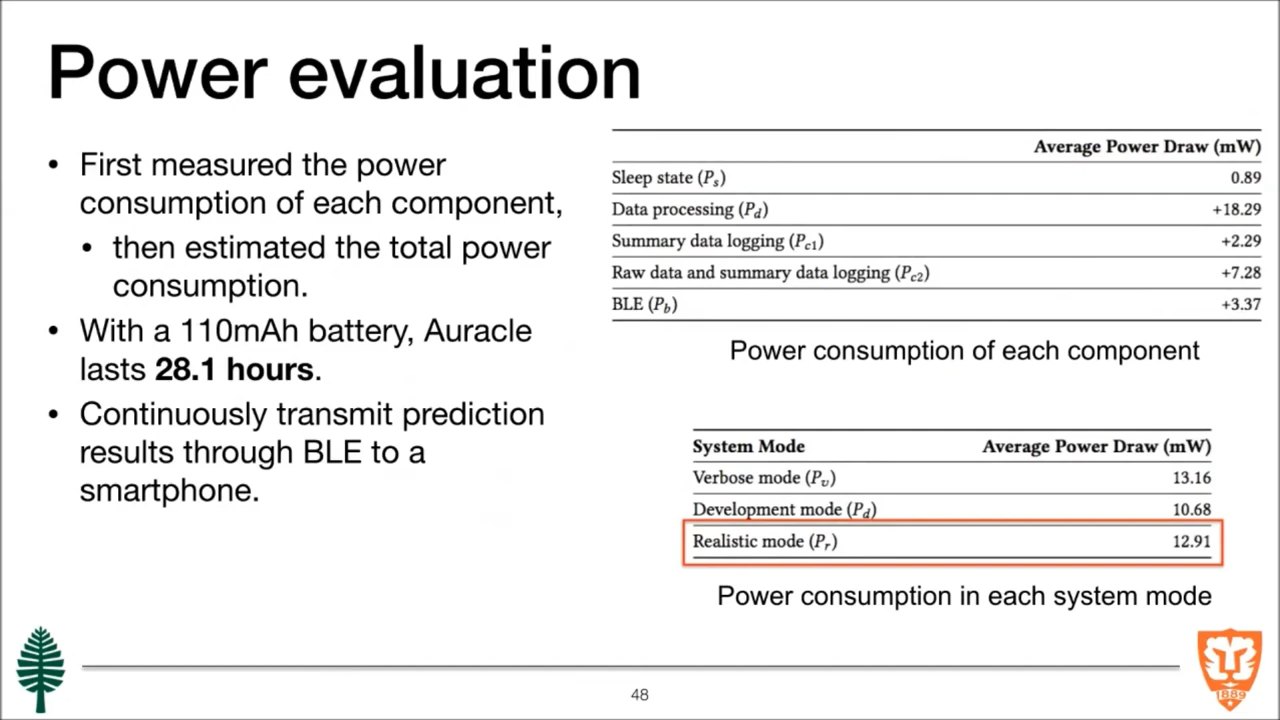 Power evaluation
• First measured the power
consumption of each component,
• then estimated the total power
consumption.
• With a 110mAh battery, Auracle
lasts 28.1 hours.
• Continuously transmit prediction
results through BLE to a
smartphone.
Average Power Draw (mW)
Sleep state (Ps) 0.89
Data processing (Pd) +18.29
Summary data logging (Pc1) +2.29
Raw data and summary data logging (Pc2) +7.28
BLE (Pb) +3.37
Power consumption of each component
System Mode Average Power Draw (mW)
Verbose mode (Pv) 13.16
Development mode (Pd) 10.68
Realistic mode (Pr) 12.91
Power consumption in each system mode
48
1889